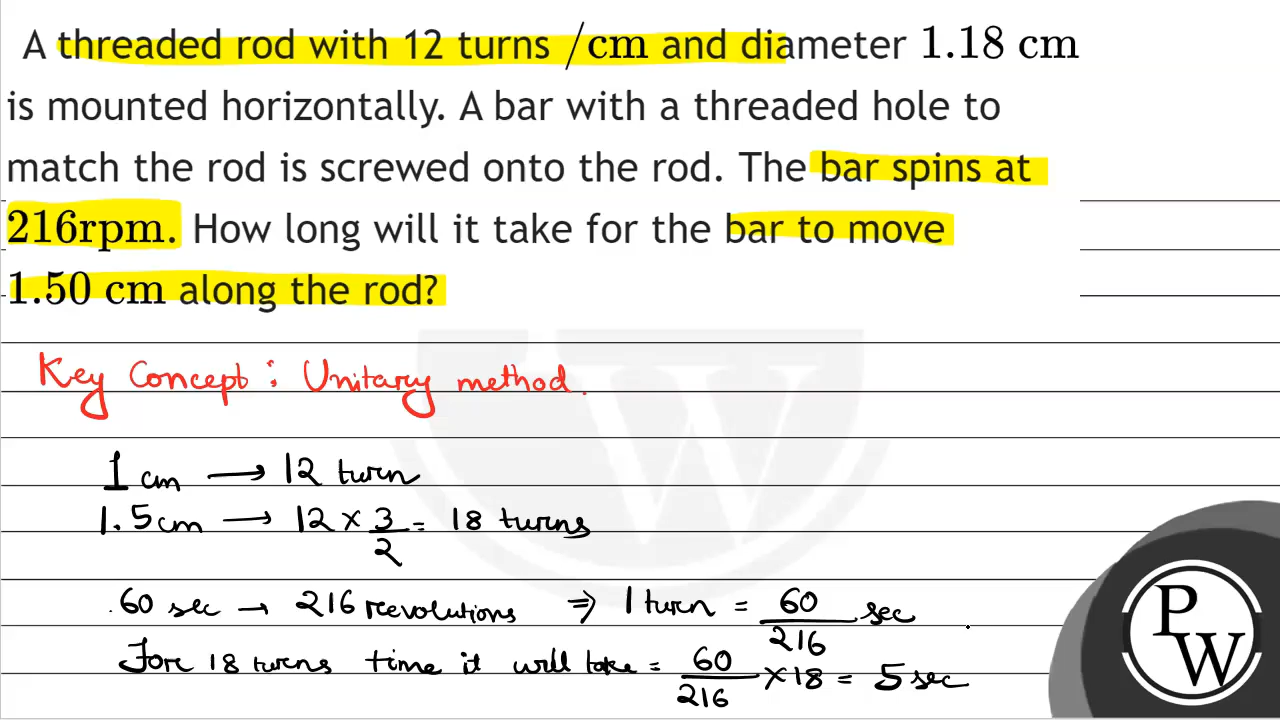 A threaded rod with 12 turns /cm and diameter 1.18 cm
is mounted horizontally. A bar with a threaded hole to
match the rod is screwed onto the rod. The bar spins at
216rpm. How long will it take for the bar to move
1.50 cm along the rod?
Key Concept : Unitary method.
1 cm → 12 turn
1.5cm → 12 × 3/2 = 18 turns
60 sec → 216 reevolutions ⇒ 1 turn = 60/216 sec
Fore 18 turns time it will take = 60/216 × 18 = 5 sec
PW